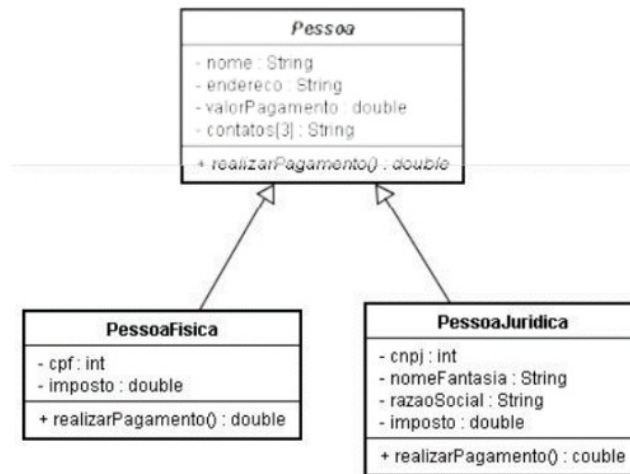 Pessoa
- nome : String
- endereco : String
- valorPagamento : double
- contatos[3] : String
+ realizarPagamento() : double
PessoaFisica
- cpf : int
- imposto : double
+ realizarPagamento() : double
PessoaJuridica
- cnpj : int
- nomeFantasia : String
- razaoSocial : String
- imposto : double
+ realizarPagamento() : couble